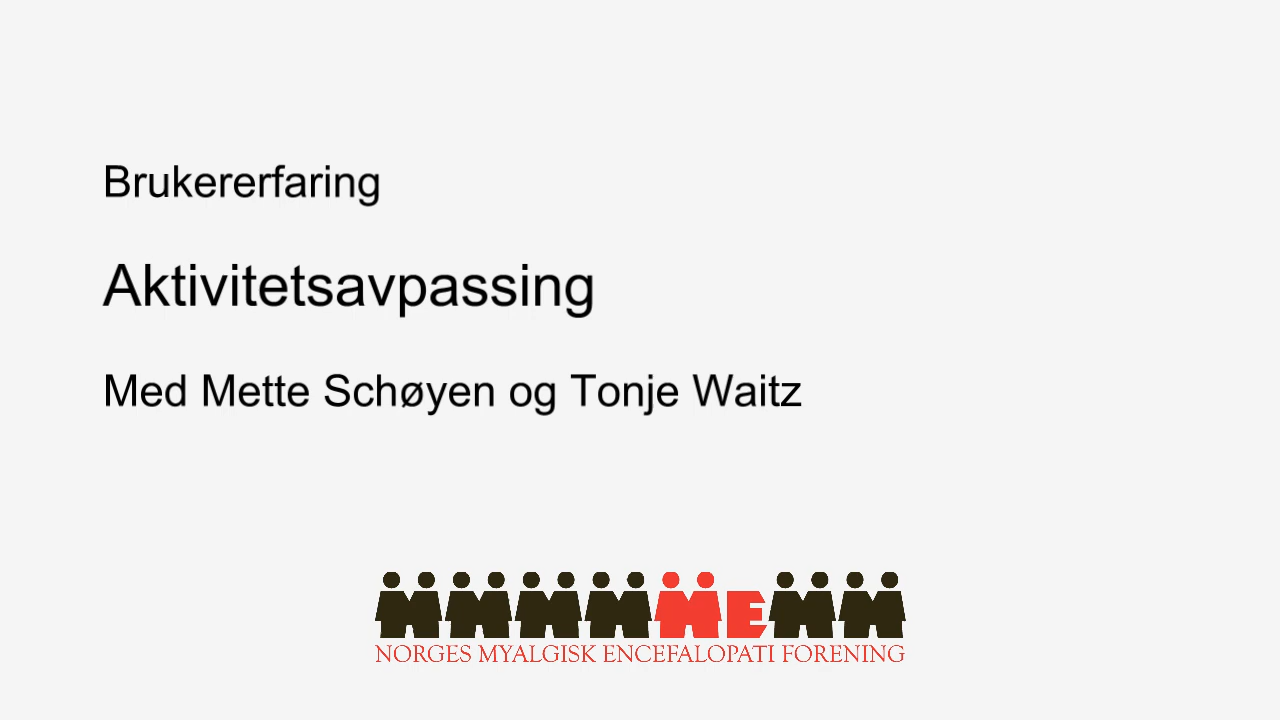 Brukererfaring
Aktivitetsavpassing
Med Mette Schøyen og Tonje Waitz
ME
NORGES MYALGISK ENCEFALOPATI FORENING